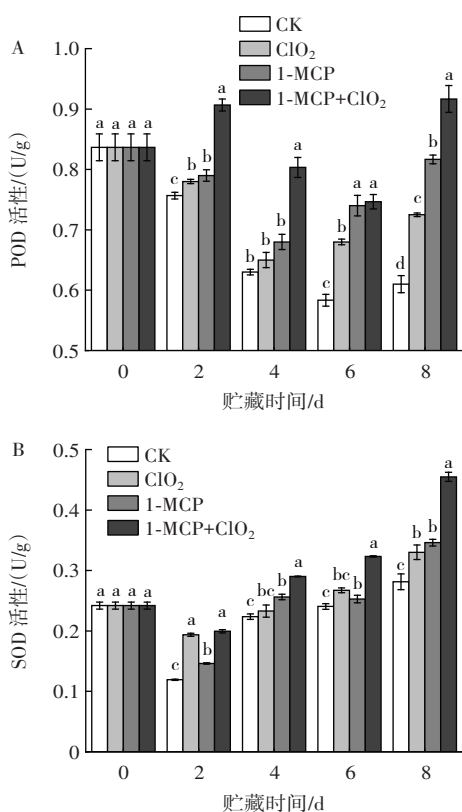 A
CK
ClO₂
1-MCP
1-MCP+ClO₂
POD 活性/(U/g)
1.0
0.9
0.8
0.7
0.6
0.5
a a a a
c b b a
b b b a
c b a a
d c b a
0 2 4 6 8
贮藏时间/d
B
CK
ClO₂
1-MCP
1-MCP+ClO₂
SOD 活性/(U/g)
0.5
0.4
0.3
0.2
0.1
0
a a a a
c a b a
c bc b a
c bc b a
c b b a
0 2 4 6 8
贮藏时间/d